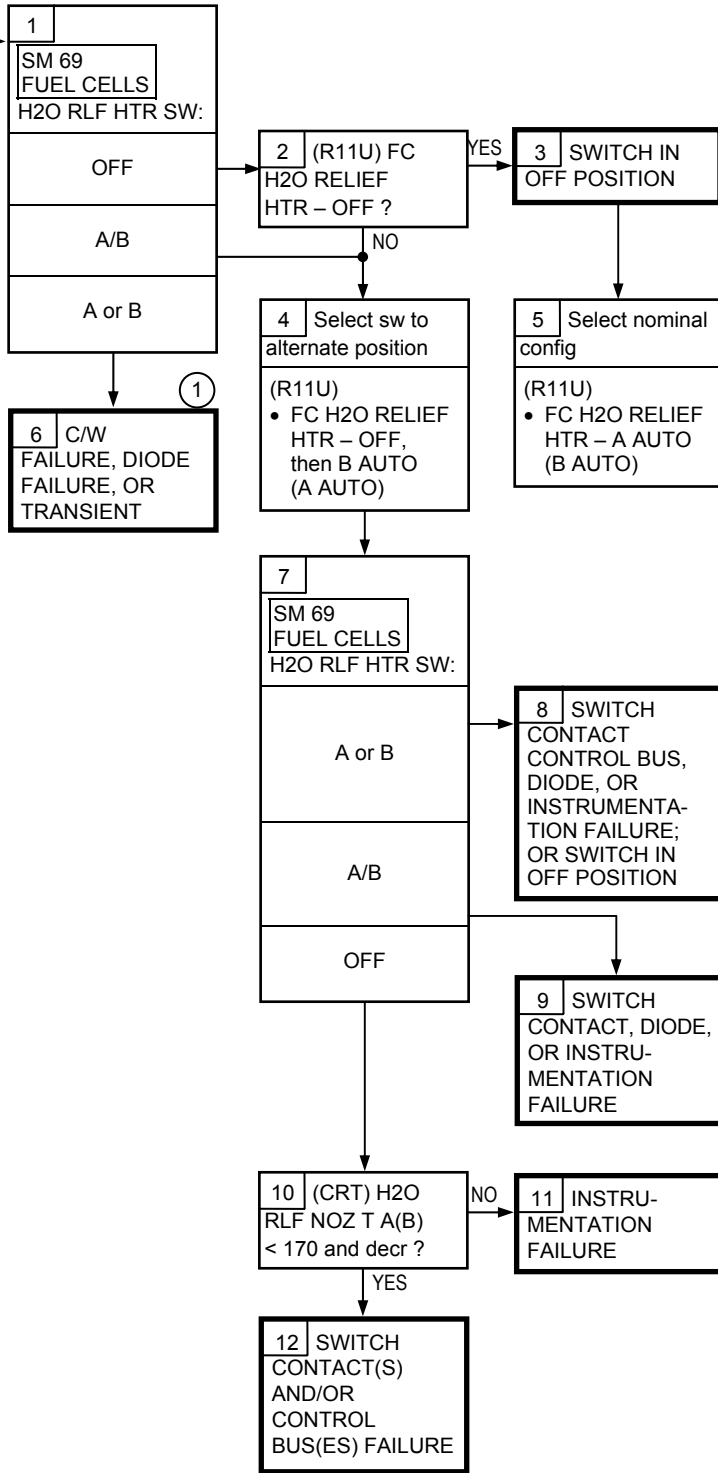 1
SM 69
FUEL CELLS
H2O RLF HTR SW:
OFF
A/B
A or B
2 (R11U) FC
H2O RELIEF
HTR – OFF ?
YES
NO
3 SWITCH IN
OFF POSITION
4 Select sw to
alternate position
(R11U)
• FC H2O RELIEF
HTR – OFF,
then B AUTO
(A AUTO)
5 Select nominal
config
(R11U)
• FC H2O RELIEF
HTR – A AUTO
(B AUTO)
1
6 C/W
FAILURE, DIODE
FAILURE, OR
TRANSIENT
7
SM 69
FUEL CELLS
H2O RLF HTR SW:
A or B
A/B
OFF
8 SWITCH
CONTACT
CONTROL BUS,
DIODE, OR
INSTRUMENTA-
TION FAILURE;
OR SWITCH IN
OFF POSITION
9 SWITCH
CONTACT, DIODE,
OR INSTRU-
MENTATION
FAILURE
10 (CRT) H2O
RLF NOZ T A(B)
< 170 and decr ?
NO
YES
11 INSTRU-
MENTATION
FAILURE
12 SWITCH
CONTACT(S)
AND/OR
CONTROL
BUS(ES) FAILURE